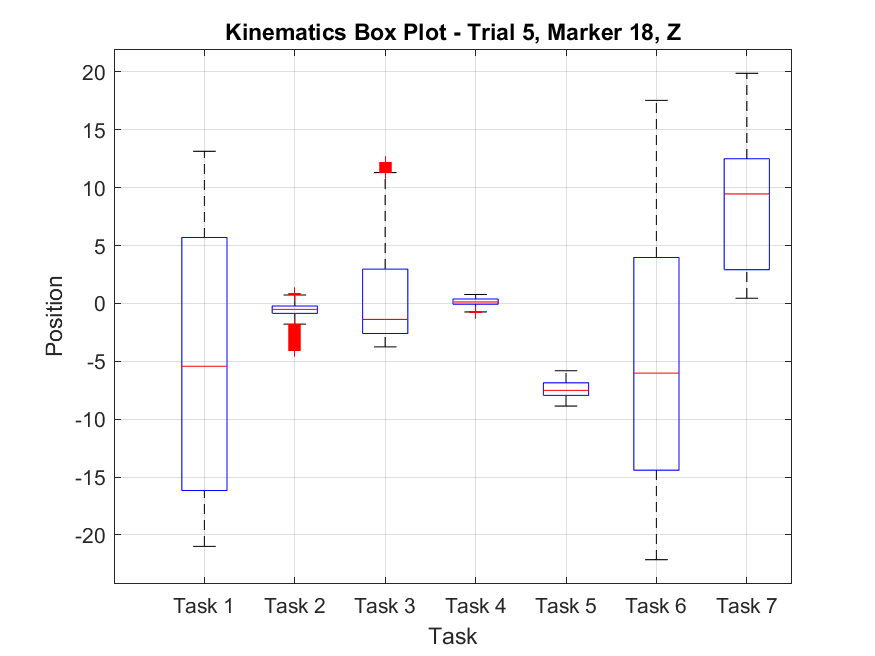 Kinematics Box Plot - Trial 5, Marker 18, Z
20
15
10
5
0
-5
-10
-15
-20
Position
Task 1 Task 2 Task 3 Task 4 Task 5 Task 6 Task 7
Task